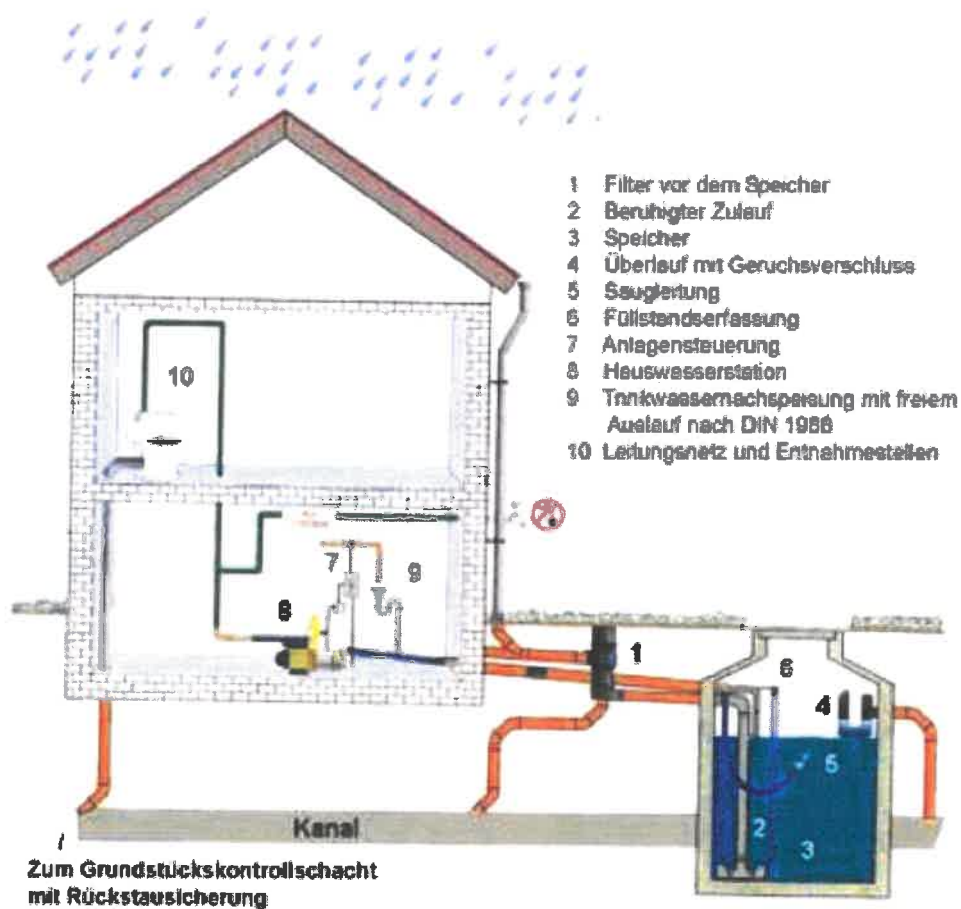 1 Filter vor dem Speicher
2 Beruhigter Zulauf
3 Speicher
4 Überlauf mit Geruchsverschluss
5 Saugleitung
6 Füllstandserfassung
7 Anlagensteuerung
8 Hauswasserstation
9 Trinkwassernachspeisung mit freiem
Auslauf nach DIN 1988
10 Leitungsnetz und Entnahmestellen
10
7
9
8
1
6
4
5
2
3
Kanal
Zum Grundstückskontrollschacht
mit Rückstausicherung